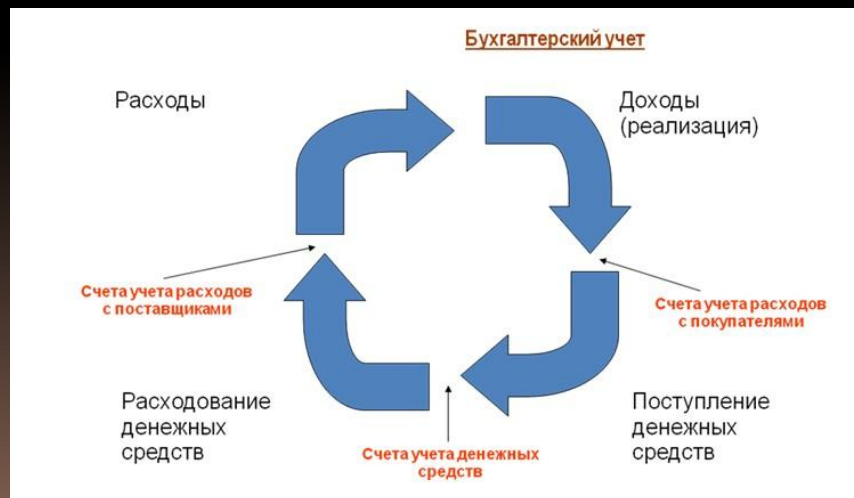 Бухгалтерский учет
Расходы
Доходы
(реализация)
Счета учета расходов
с поставщиками
Счета учета расходов
с покупателями
Расходование
денежных
средств
Счета учета денежных
средств
Поступление
денежных
средств